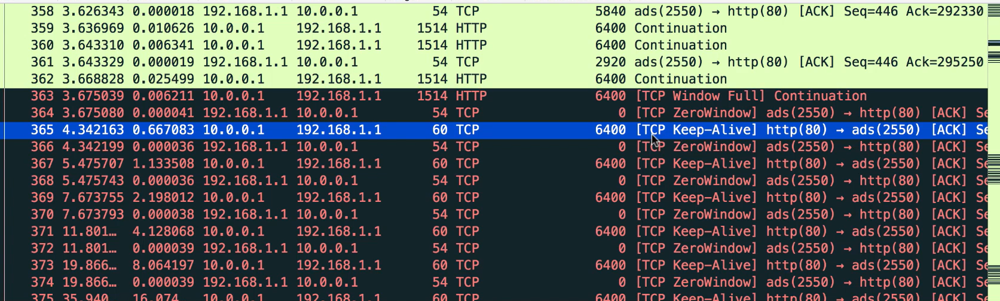 358 3.626343 0.000018 192.168.1.1 10.0.0.1 54 TCP 5840 ads(2550) → http(80) [ACK] Seq=446 Ack=292330
359 3.636969 0.010626 10.0.0.1 192.168.1.1 1514 HTTP 6400 Continuation
360 3.643310 0.006341 10.0.0.1 192.168.1.1 1514 HTTP 6400 Continuation
361 3.643329 0.000019 192.168.1.1 10.0.0.1 54 TCP 2920 ads(2550) → http(80) [ACK] Seq=446 Ack=295250
362 3.668828 0.025499 10.0.0.1 192.168.1.1 1514 HTTP 6400 Continuation
363 3.675039 0.006211 10.0.0.1 192.168.1.1 1514 HTTP 6400 [TCP Window Full] Continuation
364 3.675080 0.000041 192.168.1.1 10.0.0.1 54 TCP 0 [TCP ZeroWindow] ads(2550) → http(80) [ACK] Se
365 4.342163 0.667083 10.0.0.1 192.168.1.1 60 TCP 6400 [TCP Keep-Alive] http(80) → ads(2550) [ACK] Se
366 4.342199 0.000036 192.168.1.1 10.0.0.1 54 TCP 0 [TCP ZeroWindow] ads(2550) → http(80) [ACK] Se
367 5.475707 1.133508 10.0.0.1 192.168.1.1 60 TCP 6400 [TCP Keep-Alive] http(80) → ads(2550) [ACK] Se
368 5.475743 0.000036 192.168.1.1 10.0.0.1 54 TCP 0 [TCP ZeroWindow] ads(2550) → http(80) [ACK] Se
369 7.673755 2.198012 10.0.0.1 192.168.1.1 60 TCP 6400 [TCP Keep-Alive] http(80) → ads(2550) [ACK] Se
370 7.673793 0.000038 192.168.1.1 10.0.0.1 54 TCP 0 [TCP ZeroWindow] ads(2550) → http(80) [ACK] Se
371 11.801… 4.128068 10.0.0.1 192.168.1.1 60 TCP 6400 [TCP Keep-Alive] http(80) → ads(2550) [ACK] Se
372 11.801… 0.000039 192.168.1.1 10.0.0.1 54 TCP 0 [TCP ZeroWindow] ads(2550) → http(80) [ACK] Se
373 19.866… 8.064197 10.0.0.1 192.168.1.1 60 TCP 6400 [TCP Keep-Alive] http(80) → ads(2550) [ACK] Se
374 19.866… 0.000039 192.168.1.1 10.0.0.1 54 TCP 0 [TCP ZeroWindow] ads(2550) → http(80) [ACK] Se
375 35.940… 16.074… 10.0.0.1 192.168.1.1 60 TCP 6400 [TCP Keep-Alive] http(80) → ads(2550) [ACK] Se